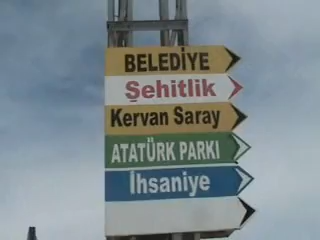 BELEDİYE
Şehitlik
Kervan Saray
ATATÜRK PARKI
İhsaniye